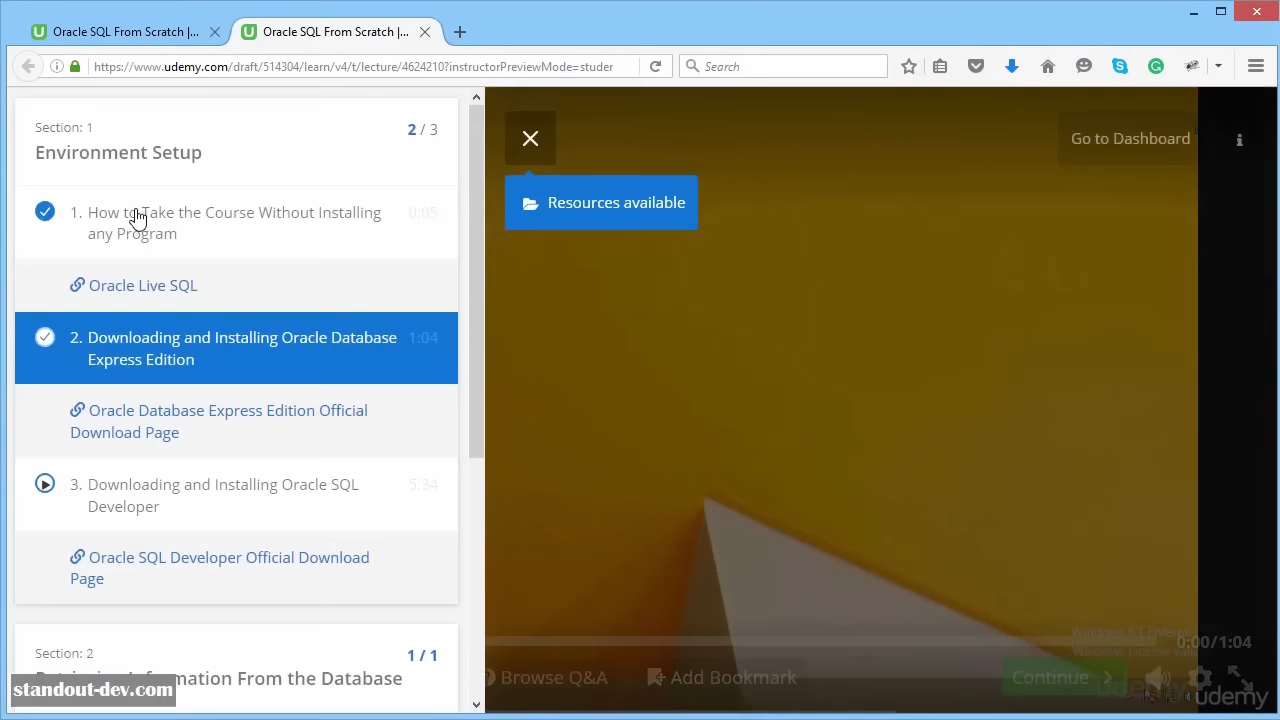 Oracle SQL From Scratch |...
Oracle SQL From Scratch |...
https://www.udemy.com/draft/514304/learn/v4/t/lecture/4624210?instructorPreviewMode=studer
Search
Section: 1
2 / 3
Environment Setup
1. How to Take the Course Without Installing
any Program
0:05
Oracle Live SQL
2. Downloading and Installing Oracle Database
Express Edition
1:04
Oracle Database Express Edition Official
Download Page
3. Downloading and Installing Oracle SQL
Developer
5:34
Oracle SQL Developer Official Download
Page
Section: 2
1 / 1
Information From the Database
standout-dev.com
Go to Dashboard
Resources available
0:00/1:04
Browse Q&A
Add Bookmark
Continue
udemy